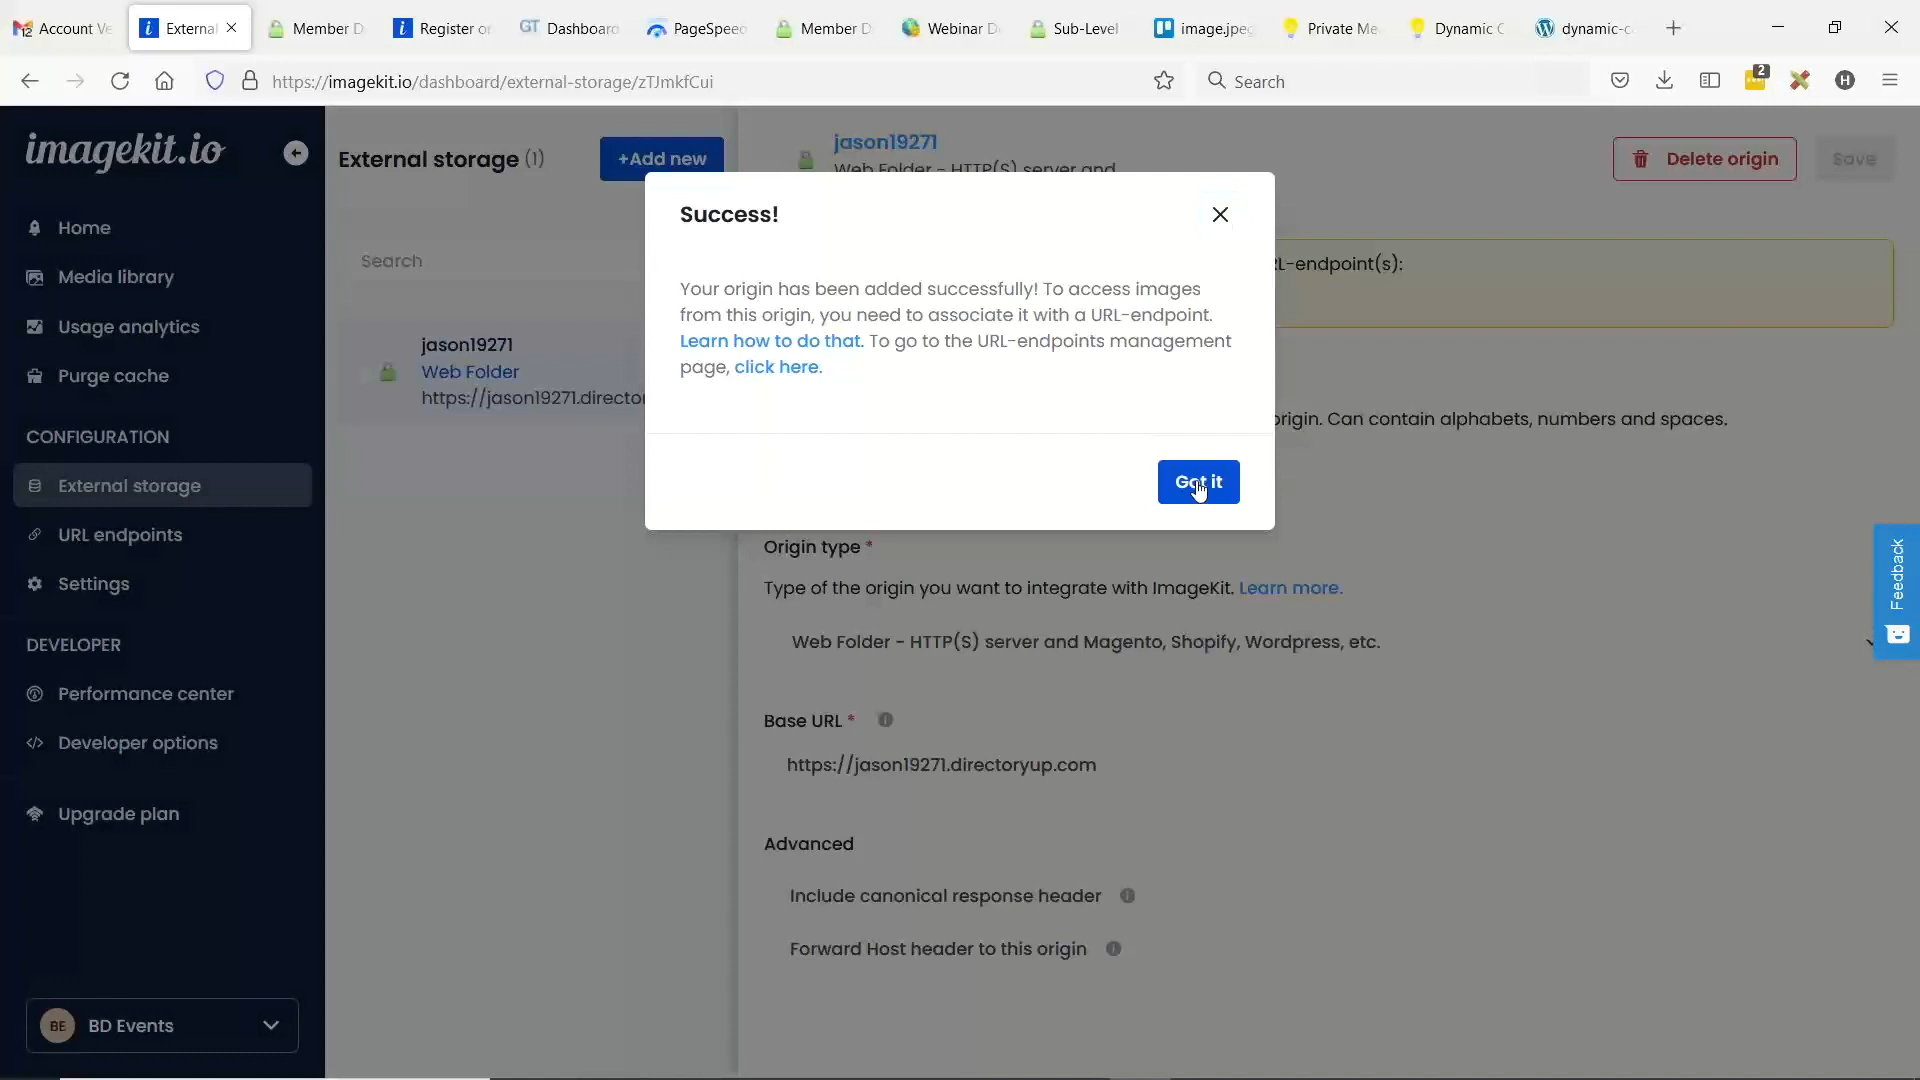 Account Ve
External
Member D
Register or
GT Dashboard
PageSpeed
Member D
Webinar D
Sub-Level
image.jpeg
Private Me
Dynamic C
dynamic-c
https://imagekit.io/dashboard/external-storage/zTJmkfCui
Search
2
H
imagekit.io
Home
Media library
Usage analytics
Purge cache
CONFIGURATION
External storage
URL endpoints
Settings
DEVELOPER
Performance center
Developer options
Upgrade plan
BE BD Events
External storage (1)
+Add new
Search
jason19271
Web Folder
https://jason19271.director
jason19271
Web Folder - HTTP(S) server and
Delete origin
Save
Success!
Your origin has been added successfully! To access images
from this origin, you need to associate it with a URL-endpoint.
Learn how to do that. To go to the URL-endpoints management
page, click here.
Got it
RL-endpoint(s):
origin. Can contain alphabets, numbers and spaces.
Origin type *
Type of the origin you want to integrate with ImageKit. Learn more.
Web Folder - HTTP(S) server and Magento, Shopify, Wordpress, etc.
Base URL *
https://jason19271.directoryup.com
Advanced
Include canonical response header
Forward Host header to this origin
Feedback